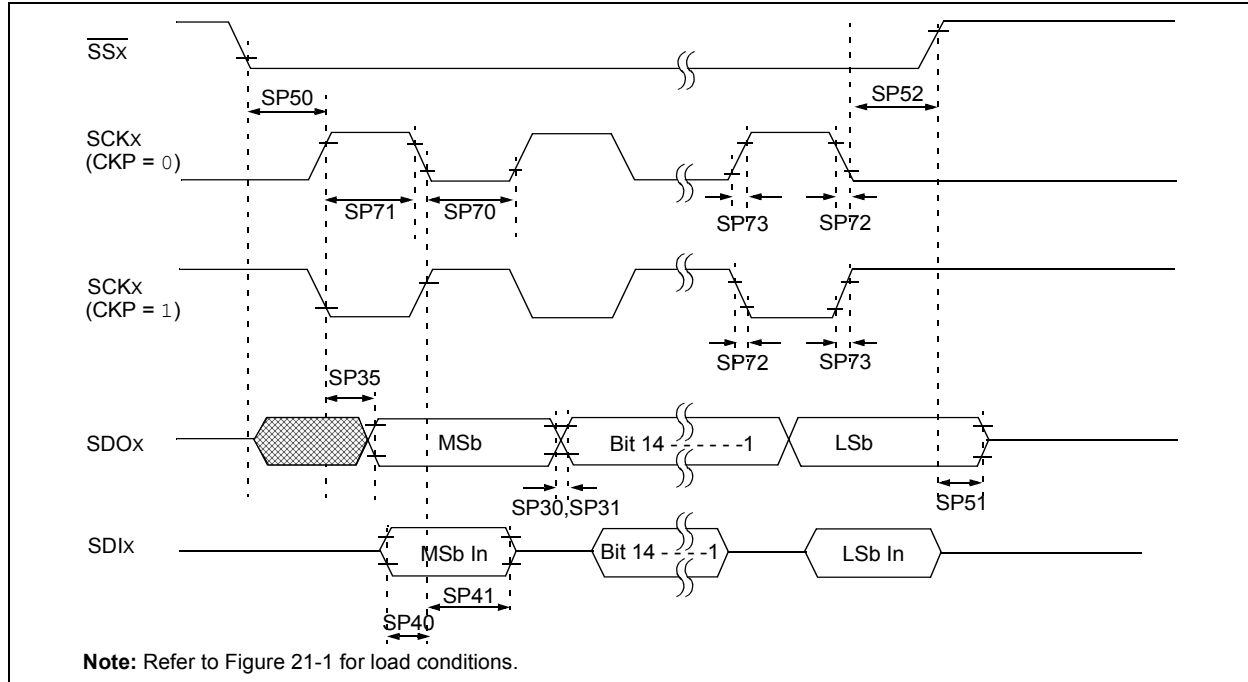 SSX
SP50
SP52
SCKX
(CKP = 0)
SP71
SP70
SP73
SP72
SCKX
(CKP = 1)
SP72
SP73
SP35
SDOX
MSb
Bit 14 - - - - - -1
LSb
SP30,SP31
SP51
SDIX
MSb In
Bit 14 - - - -1
LSb In
SP41
SP40
Note: Refer to Figure 21-1 for load conditions.